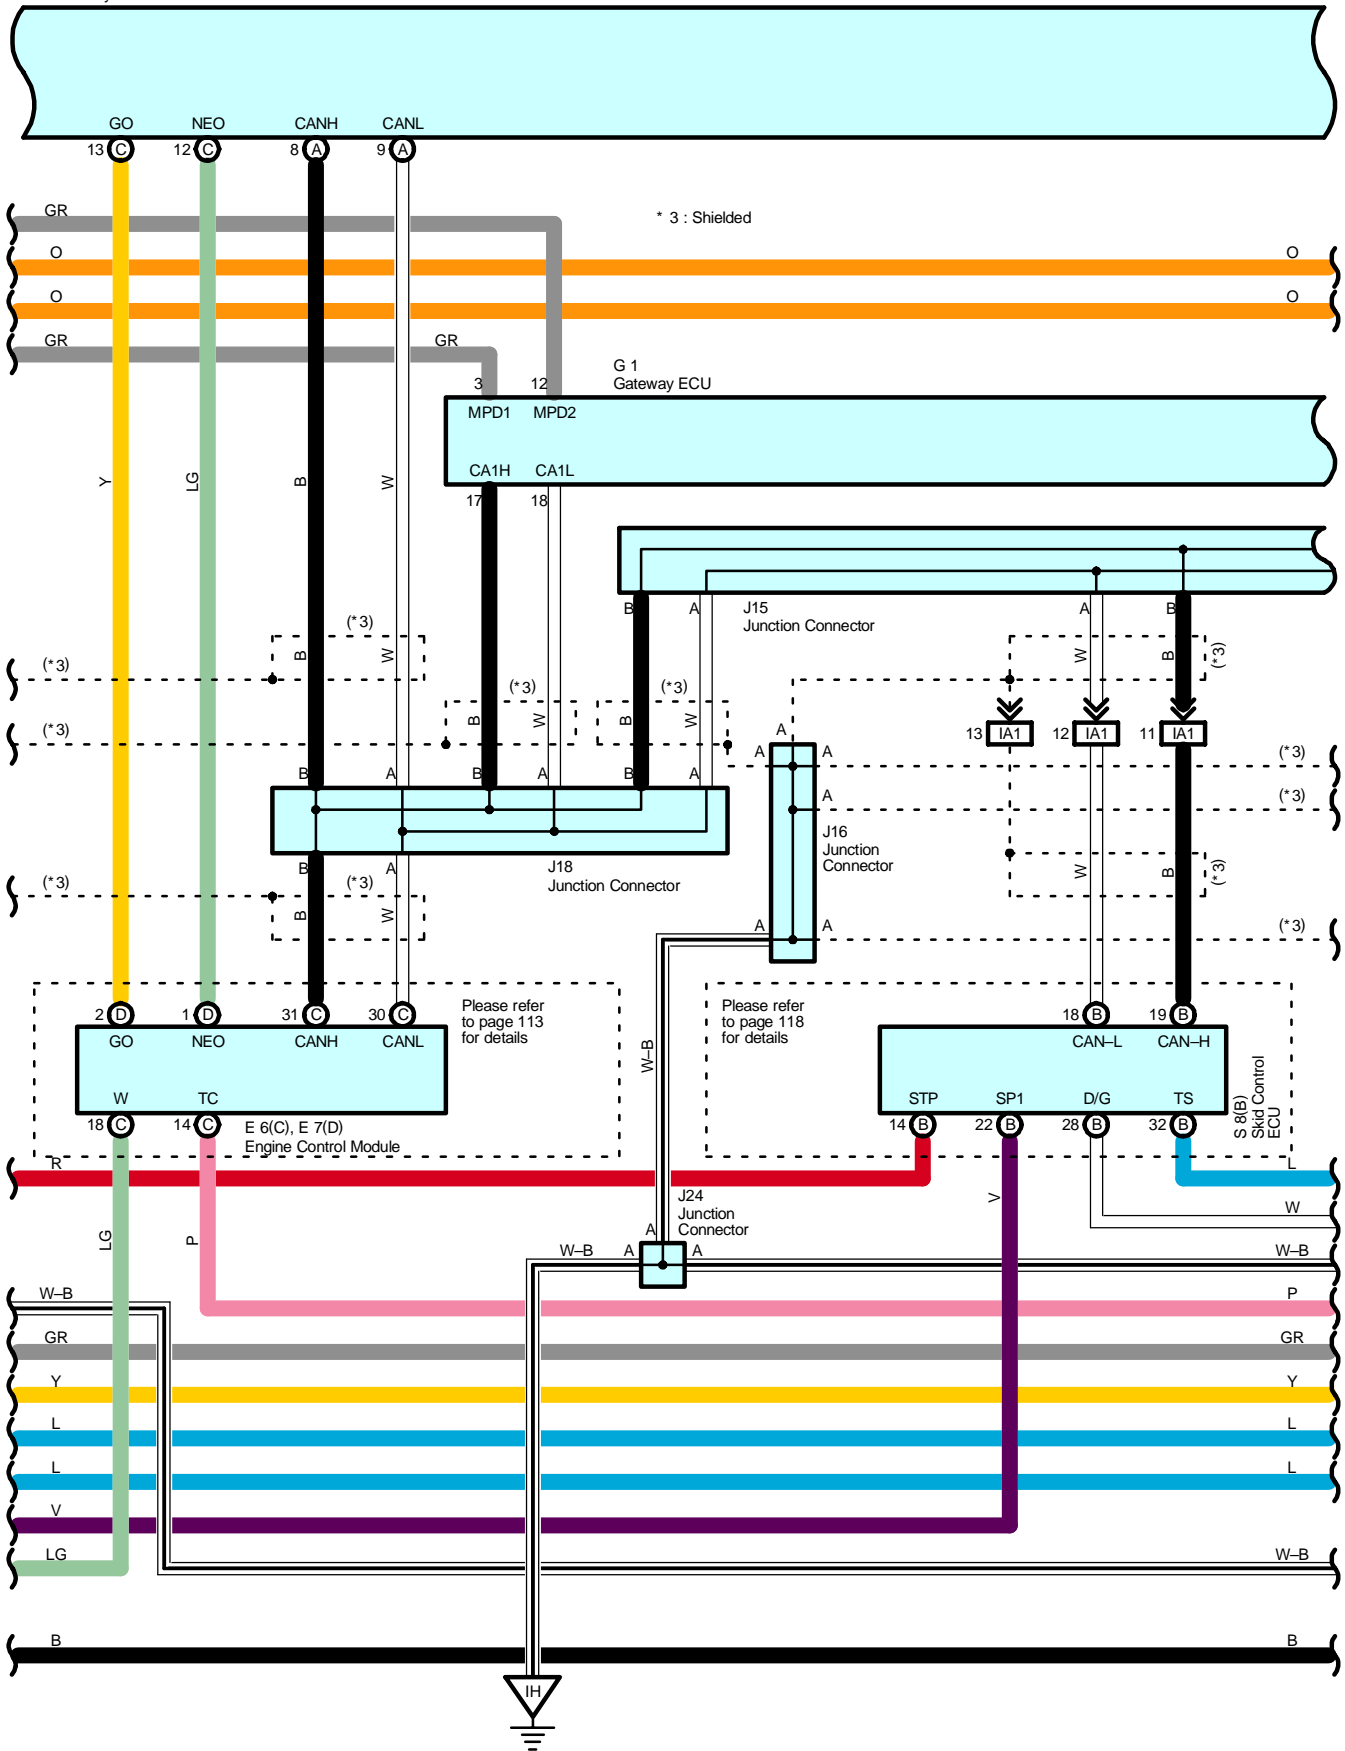 GO NEO CANH CANL
13 C 12 C 8 A 9 A
GR
* 3 : Shielded
O O
O O
GR GR
G 1
Gateway ECU
3 12
MPD1 MPD2
CA1H CA1L
17 18
Y LG B W
B A A B
J15
Junction Connector
(*3)
B W
(*3)
W B (*3)
(*3) (*3)
B W B W
(*3)
13 IA1 12 IA1 11 IA1
A
A A (*3)
B A B A B A
A (*3)
J16
Junction
Connector
J18
Junction Connector
B A
(*3) (*3)
B W
W B (*3)
A A (*3)
Please refer
to page 113
for details
Please refer
to page 118
for details
2 D 1 D 31 C 30 C
GO NEO CANH CANL
18 B 19 B
CAN–L CAN–H
W–B
W TC
18 C 14 C
E 6(C), E 7(D)
Engine Control Module
STP SP1 D/G TS
14 B 22 B 28 B 32 B
S 8(B)
Skid Control
ECU
R L
LG P V
J24
Junction
Connector
W
A
W–B A A W–B
W–B P
GR GR
Y Y
L L
L L
V
LG W–B
B B
IH